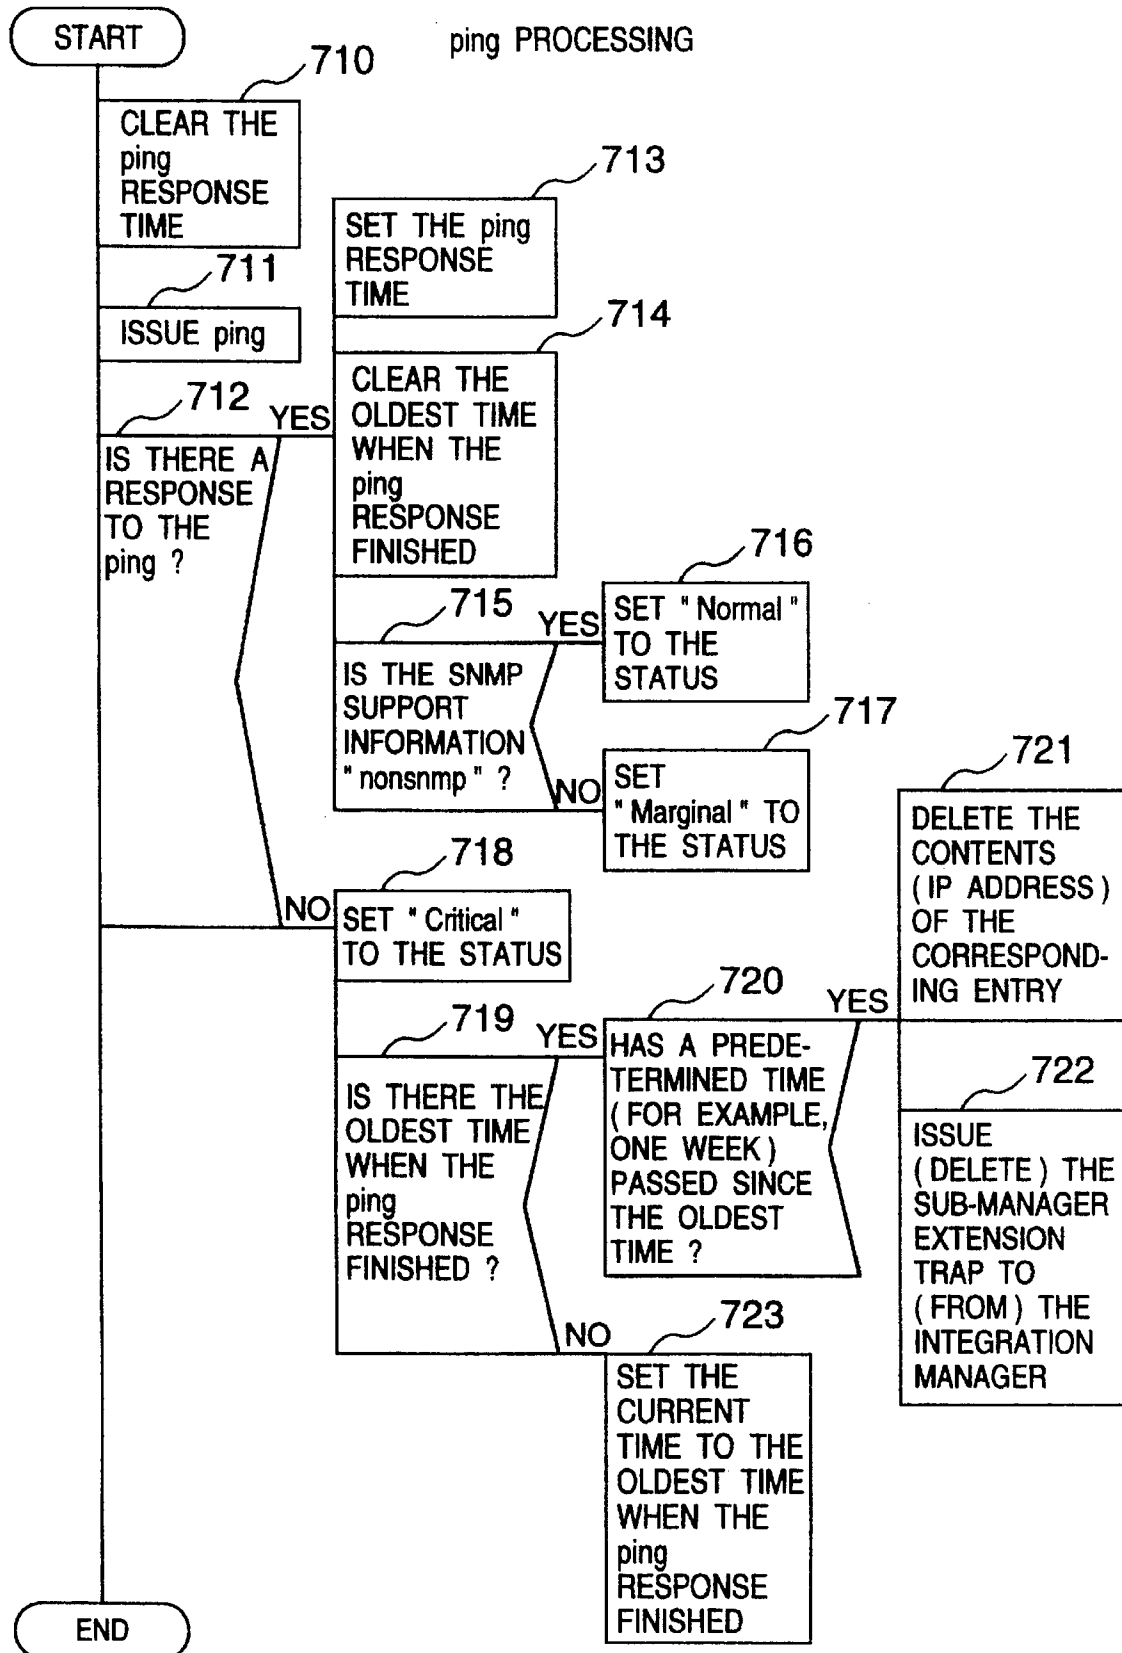 START
ping PROCESSING
710
CLEAR THE
ping
RESPONSE
TIME
711
ISSUE ping
712
YES
IS THERE A
RESPONSE
TO THE
ping ?
713
SET THE ping
RESPONSE
TIME
714
CLEAR THE
OLDEST TIME
WHEN THE
ping
RESPONSE
FINISHED
715
YES
IS THE SNMP
SUPPORT
INFORMATION
" nonsnmp " ?
716
SET " Normal "
TO THE
STATUS
NO
717
SET
" Marginal " TO
THE STATUS
NO
718
SET " Critical "
TO THE STATUS
719
YES
IS THERE THE
OLDEST TIME
WHEN THE
ping
RESPONSE
FINISHED ?
720
YES
HAS A PREDE-
TERMINED TIME
( FOR EXAMPLE,
ONE WEEK )
PASSED SINCE
THE OLDEST
TIME ?
721
DELETE THE
CONTENTS
( IP ADDRESS )
OF THE
CORRESPOND-
ING ENTRY
722
ISSUE
( DELETE ) THE
SUB-MANAGER
EXTENSION
TRAP TO
( FROM ) THE
INTEGRATION
MANAGER
NO
723
SET THE
CURRENT
TIME TO THE
OLDEST TIME
WHEN THE
ping
RESPONSE
FINISHED
END